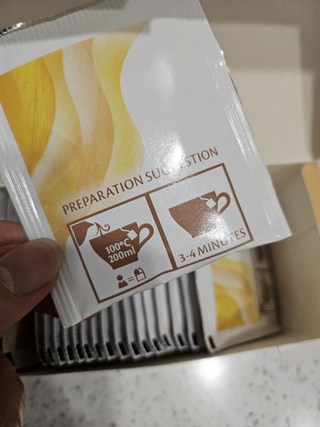 PREPARATION SUGGESTION
100°C
200ml
=
3-4 MINUTES